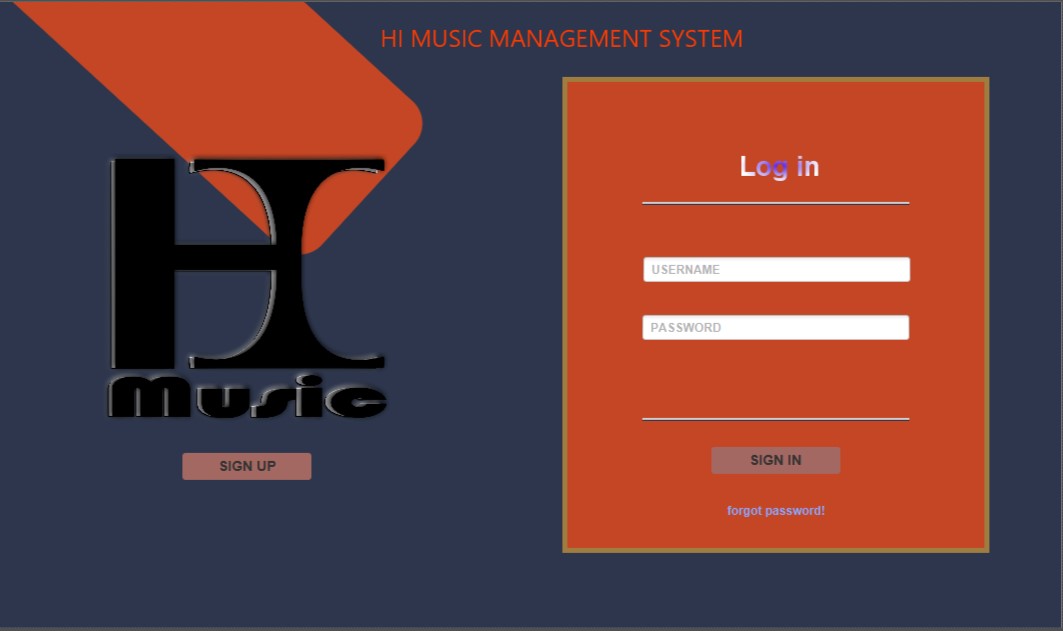 HI MUSIC MANAGEMENT SYSTEM
HI
Music
SIGN UP
Log in
USERNAME
PASSWORD
SIGN IN
forgot password!